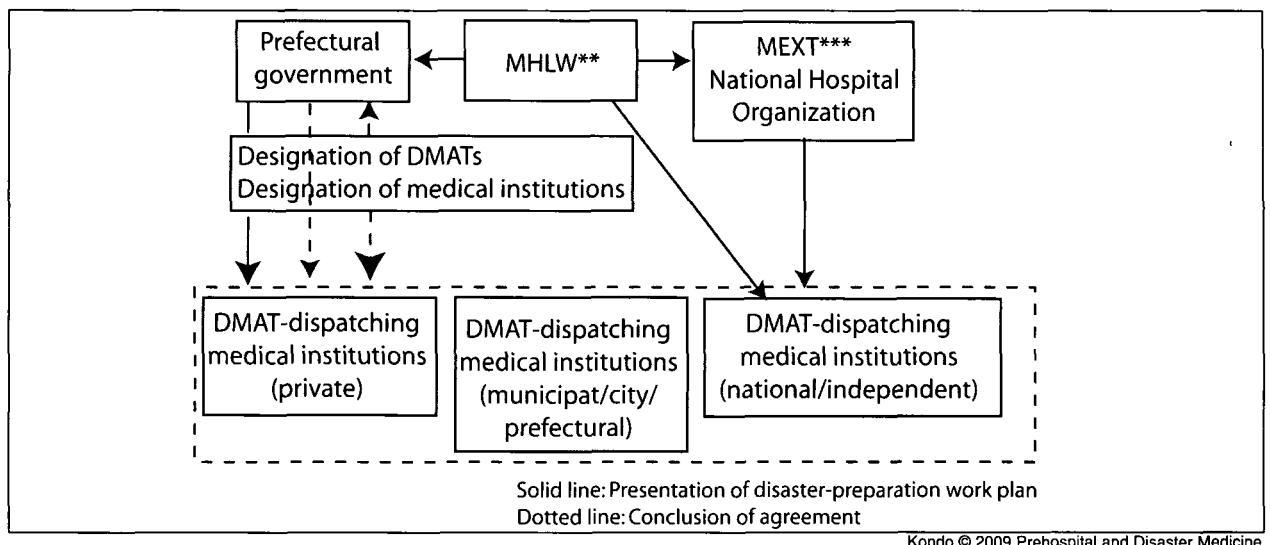 Prefectural
government
MHLW**
MEXT***
National Hospital
Organization
Designation of DMATs
Designation of medical institutions
DMAT-dispatching
medical institutions
(private)
DMAT-dispatching
medical institutions
(municipat/city/
prefectural)
DMAT-dispatching
medical institutions
(national/independent)
Solid line: Presentation of disaster-preparation work plan
Dotted line: Conclusion of agreement
Kondo © 2009 Prehospital and Disaster Medicine